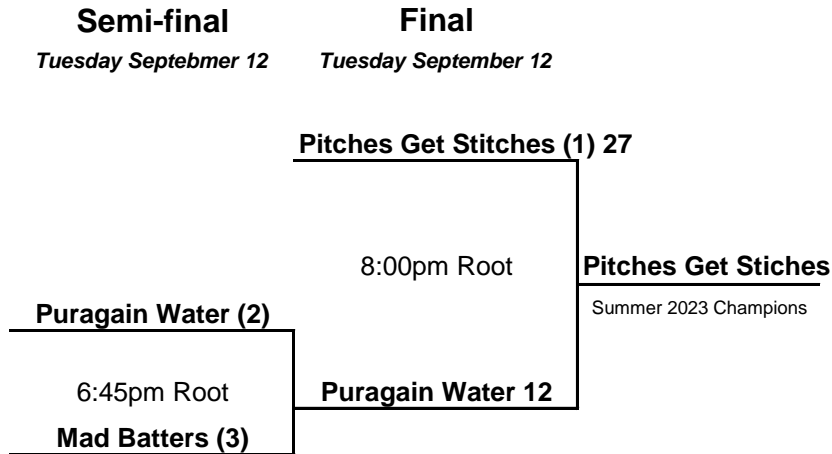 Semi-final Final
Tuesday Septebmer 12 Tuesday September 12
Pitches Get Stitches (1) 27
8:00pm Root
Pitches Get Stiches
Summer 2023 Champions
Puragain Water (2)
6:45pm Root
Puragain Water 12
Mad Batters (3)